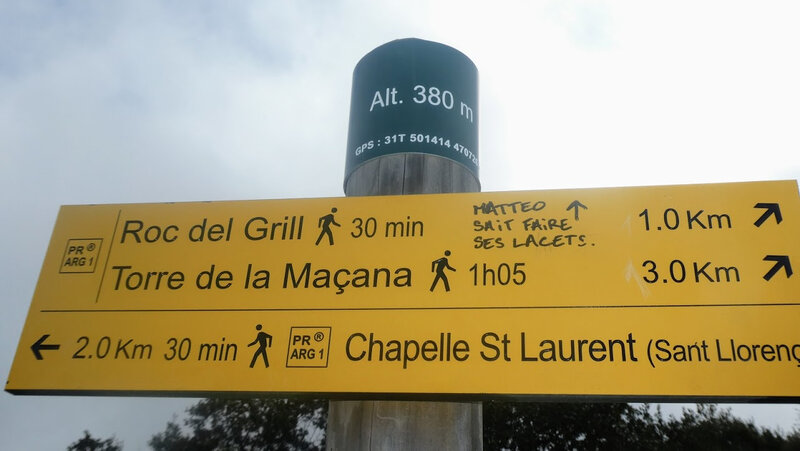 Alt. 380 m
GPS : 31T 501414
PR® ARG 1
Roc del Grill 30 min 1.0 Km
MATTEO
SAIT FAIRE
SES LACETS.
Torre de la Maçana 1h05 3.0 Km
2.0 Km 30 min PR® ARG 1 Chapelle St Laurent (Sant Llorenç